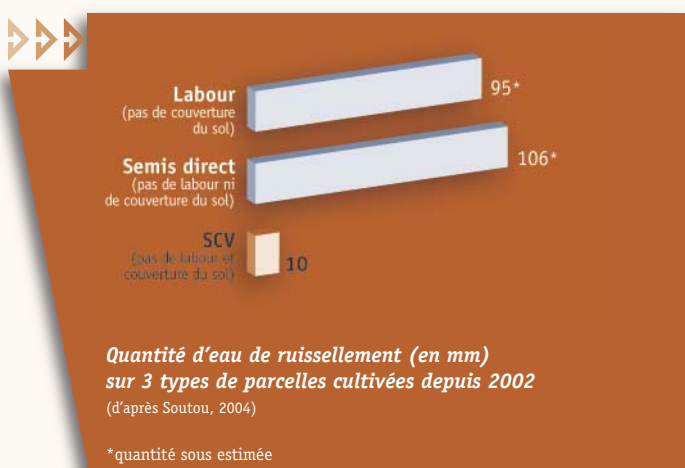 Labour
(pas de couverture
du sol)
95*
Semis direct
(pas de labour ni
de couverture du sol)
106*
SCV
(pas de labour et
couverture du sol)
10
Quantité d’eau de ruissellement (en mm)
sur 3 types de parcelles cultivées depuis 2002
(d’après Soutou, 2004)
*quantité sous estimée